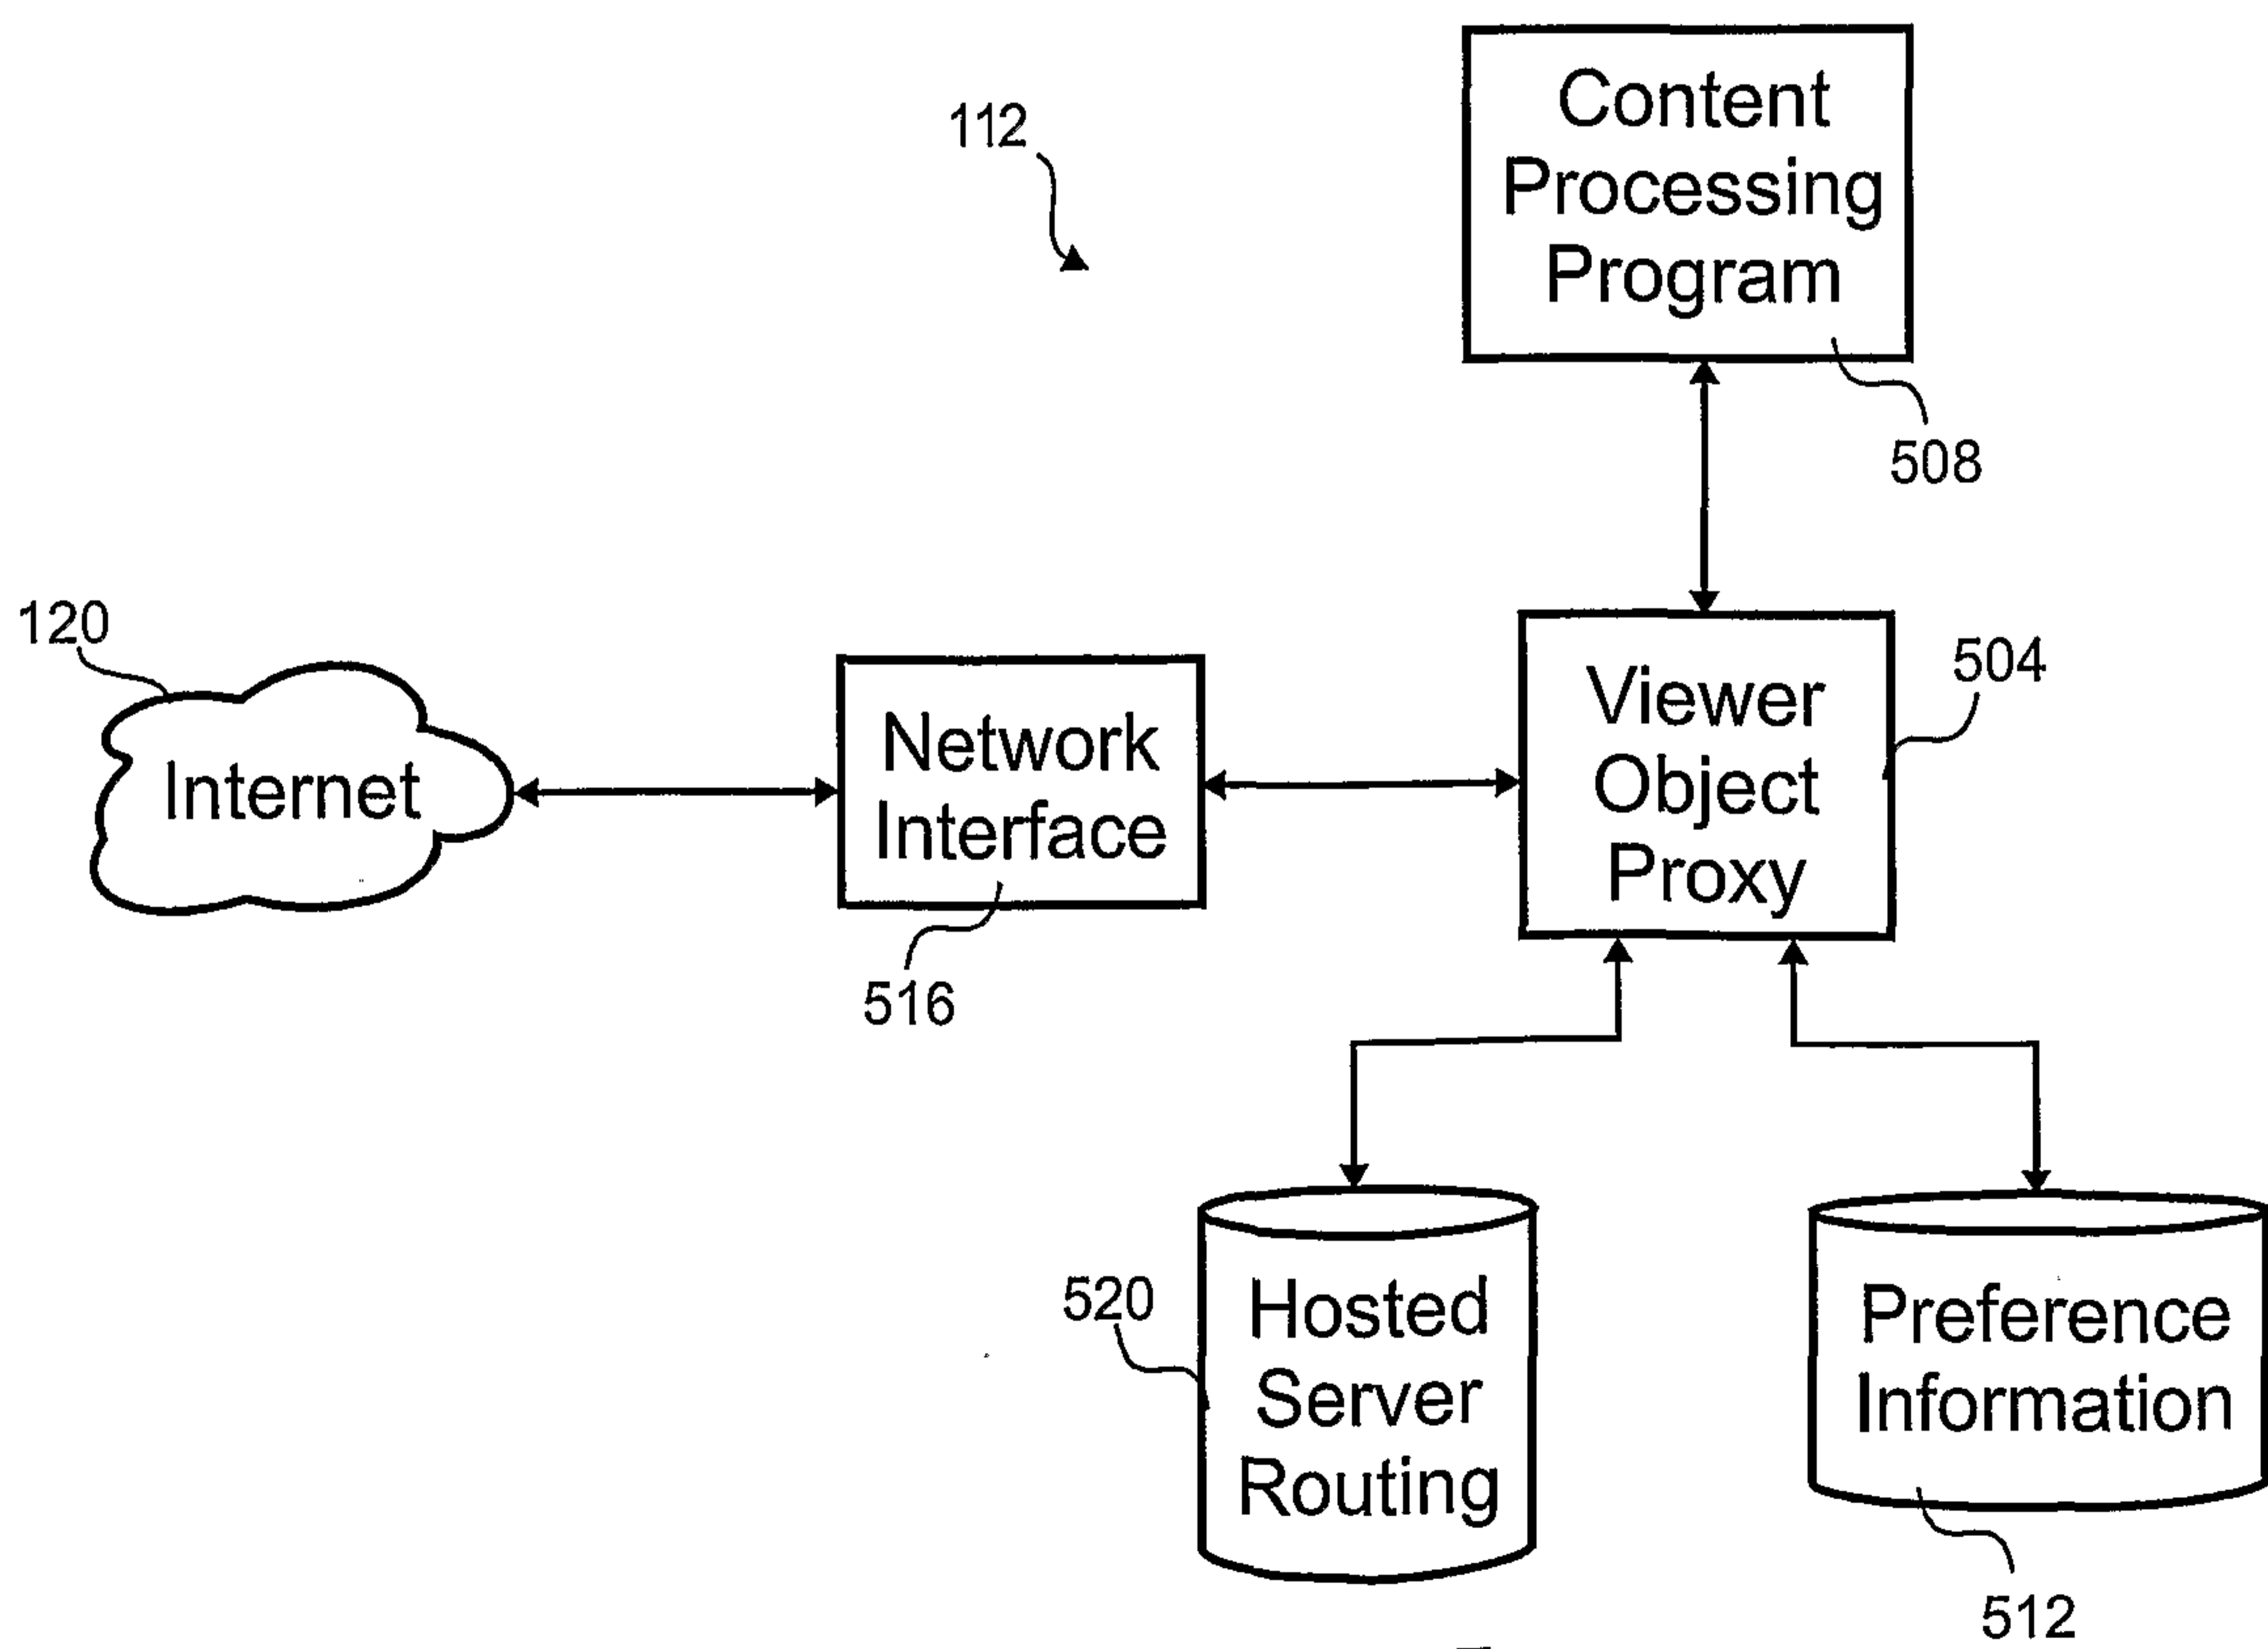 112
Content
Processing
Program
508
120
Internet
Network
Interface
516
Viewer
Object
Proxy
504
520
Hosted
Server
Routing
Preference
Information
512